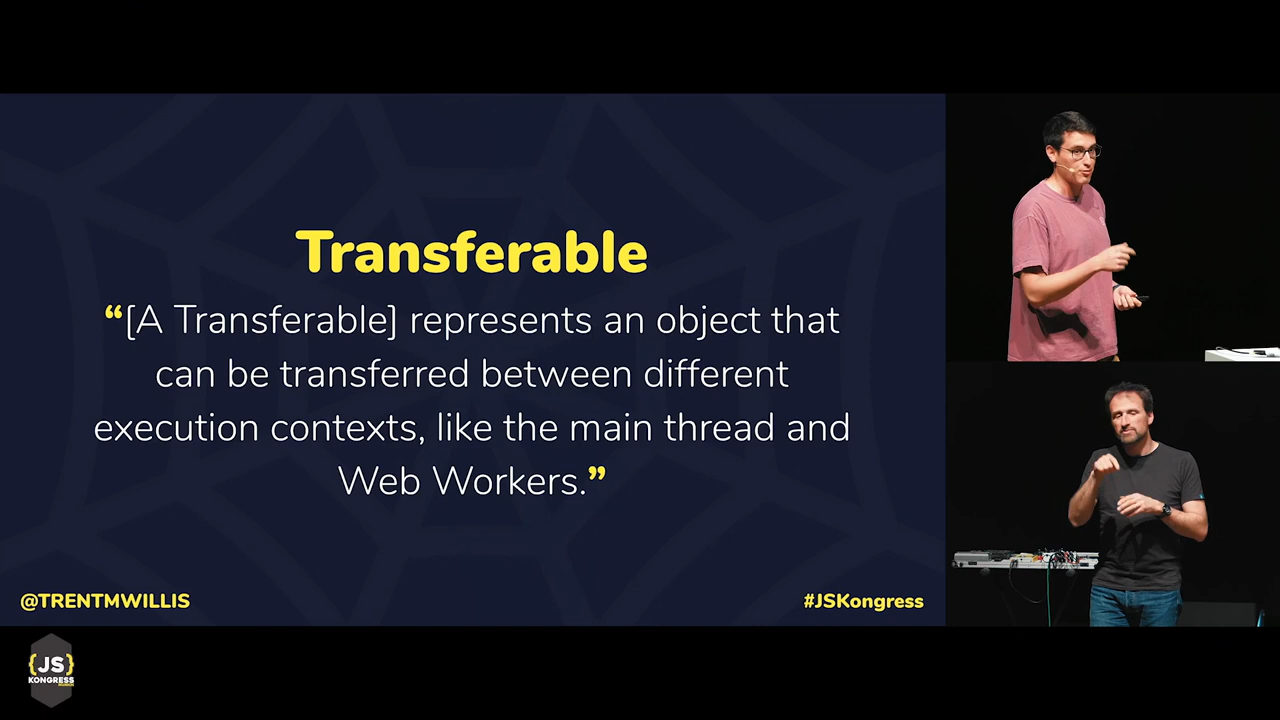 Transferable
“[A Transferable] represents an object that
can be transferred between different
execution contexts, like the main thread and
Web Workers.”
@TRENTMWILLIS
#JSKongress
{JS}
KONGRESS